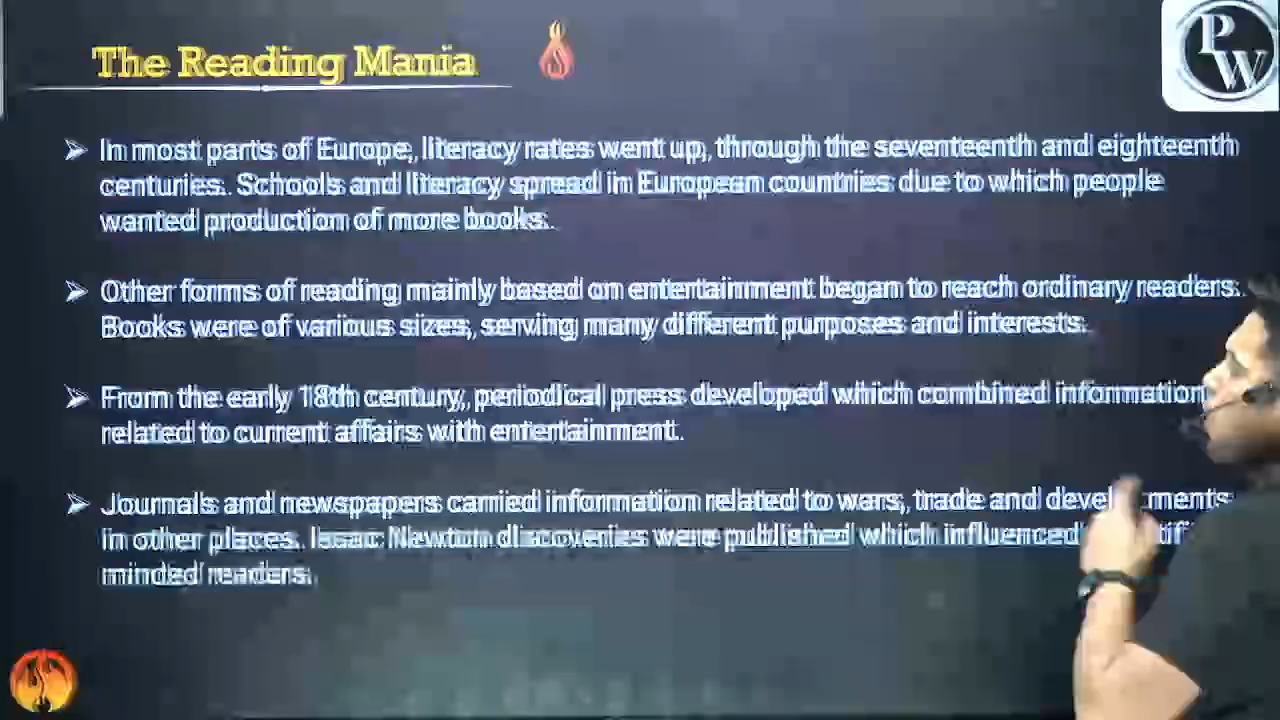 The Reading Mania
PW
➢ In most parts of Europe, literacy rates went up, through the seventeenth and eighteenth
centuries. Schools and literacy spread in European countries due to which people
wanted production of more books.
➢ Other forms of reading mainly based on entertainment began to reach ordinary readers.
Books were of various sizes, serving many different purposes and interests.
➢ From the early 18th century, periodical press developed which combined information
related to current affairs with entertainment.
➢ Journals and newspapers carried information related to wars, trade and devel ments
in other places. Isaac Newton discoveries were published which influenced tif
minded readers.